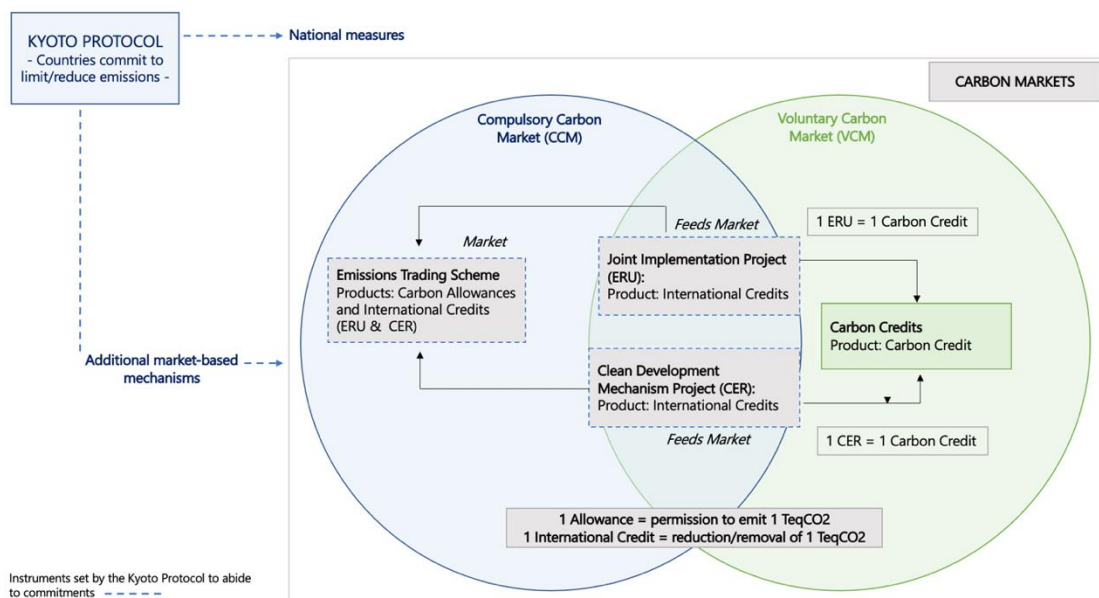 KYOTO PROTOCOL
- Countries commit to
limit/reduce emissions -
National measures
CARBON MARKETS
Compulsory Carbon
Market (CCM)
Voluntary Carbon
Market (VCM)
Feeds Market
1 ERU = 1 Carbon Credit
Market
Emissions Trading Scheme
Products: Carbon Allowances
and International Credits
(ERU & CER)
Joint Implementation Project
(ERU):
Product: International Credits
Carbon Credits
Product: Carbon Credit
Additional market-based
mechanisms
Clean Development
Mechanism Project (CER):
Product: International Credits
Feeds Market
1 CER = 1 Carbon Credit
1 Allowance = permission to emit 1 TeqCO2
1 International Credit = reduction/removal of 1 TeqCO2
Instruments set by the Kyoto Protocol to abide
to commitments